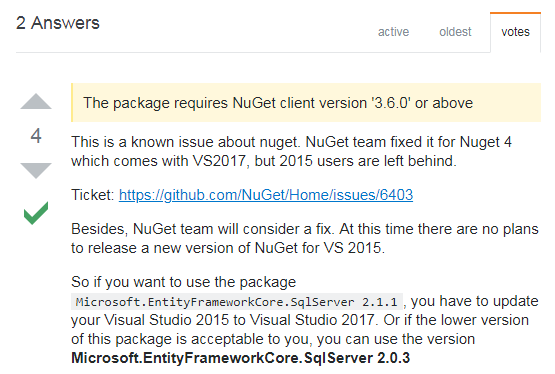 2 Answers
active
oldest
votes
The package requires NuGet client version '3.6.0' or above
4
This is a known issue about nuget. NuGet team fixed it for Nuget 4
which comes with VS2017, but 2015 users are left behind.
Ticket: https://github.com/NuGet/Home/issues/6403
Besides, NuGet team will consider a fix. At this time there are no plans
to release a new version of NuGet for VS 2015.
So if you want to use the package
Microsoft.EntityFrameworkCore.SqlServer 2.1.1 , you have to update
your Visual Studio 2015 to Visual Studio 2017. Or if the lower version
of this package is acceptable to you, you can use the version
Microsoft.EntityFrameworkCore.SqlServer 2.0.3